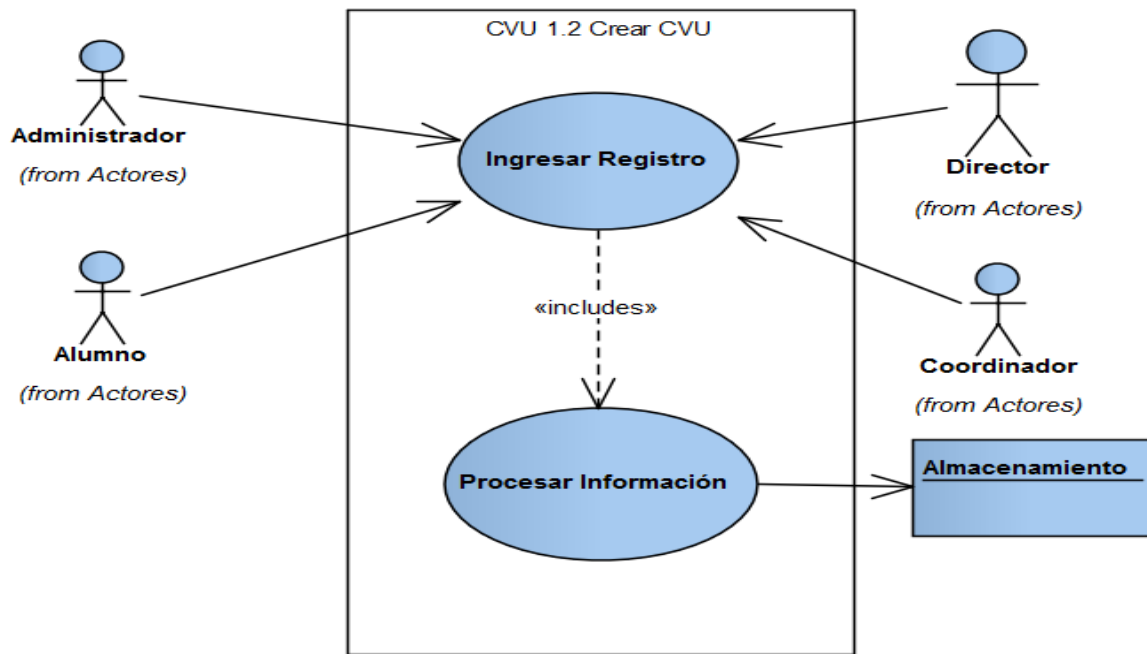 CVU 1.2 Crear CVU
Administrador
(from Actores)
Ingresar Registro
Director
(from Actores)
Alumno
(from Actores)
«includes»
Coordinador
(from Actores)
Procesar Información
Almacenamiento